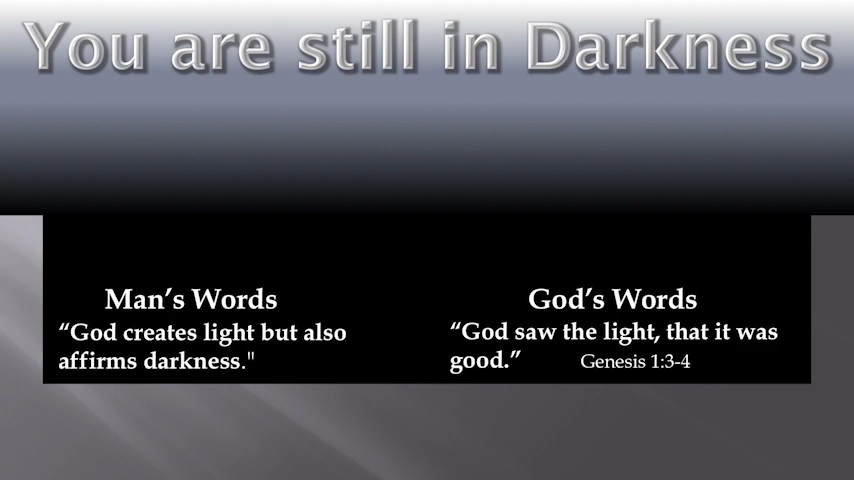 You are still in Darkness
Man’s Words
“God creates light but also
affirms darkness."
God’s Words
“God saw the light, that it was
good.” Genesis 1:3-4